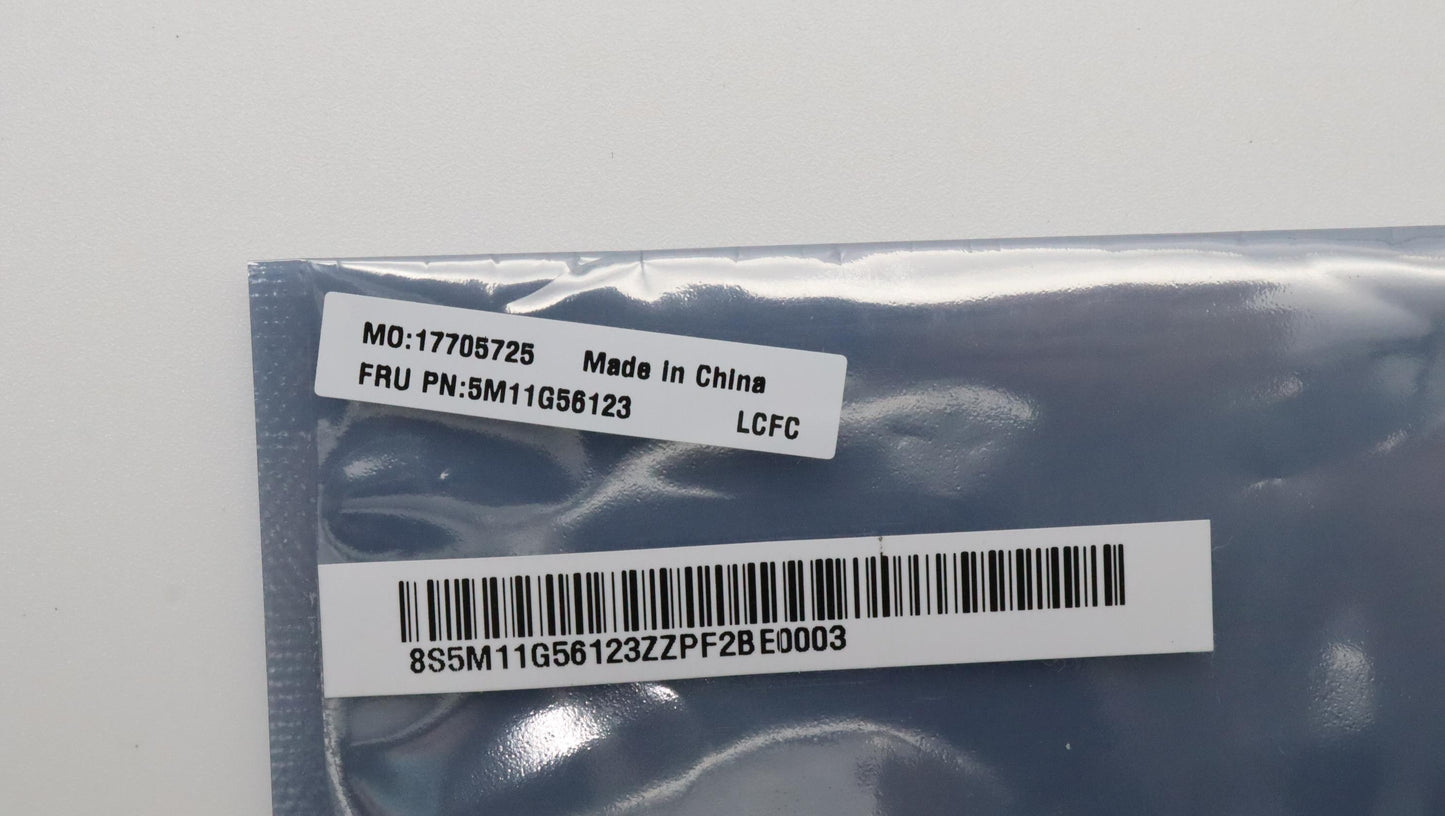 MO:17705725 Made in China
FRU PN:5M11G56123 LCFC
8S5M11G56123ZZPF2BE0003